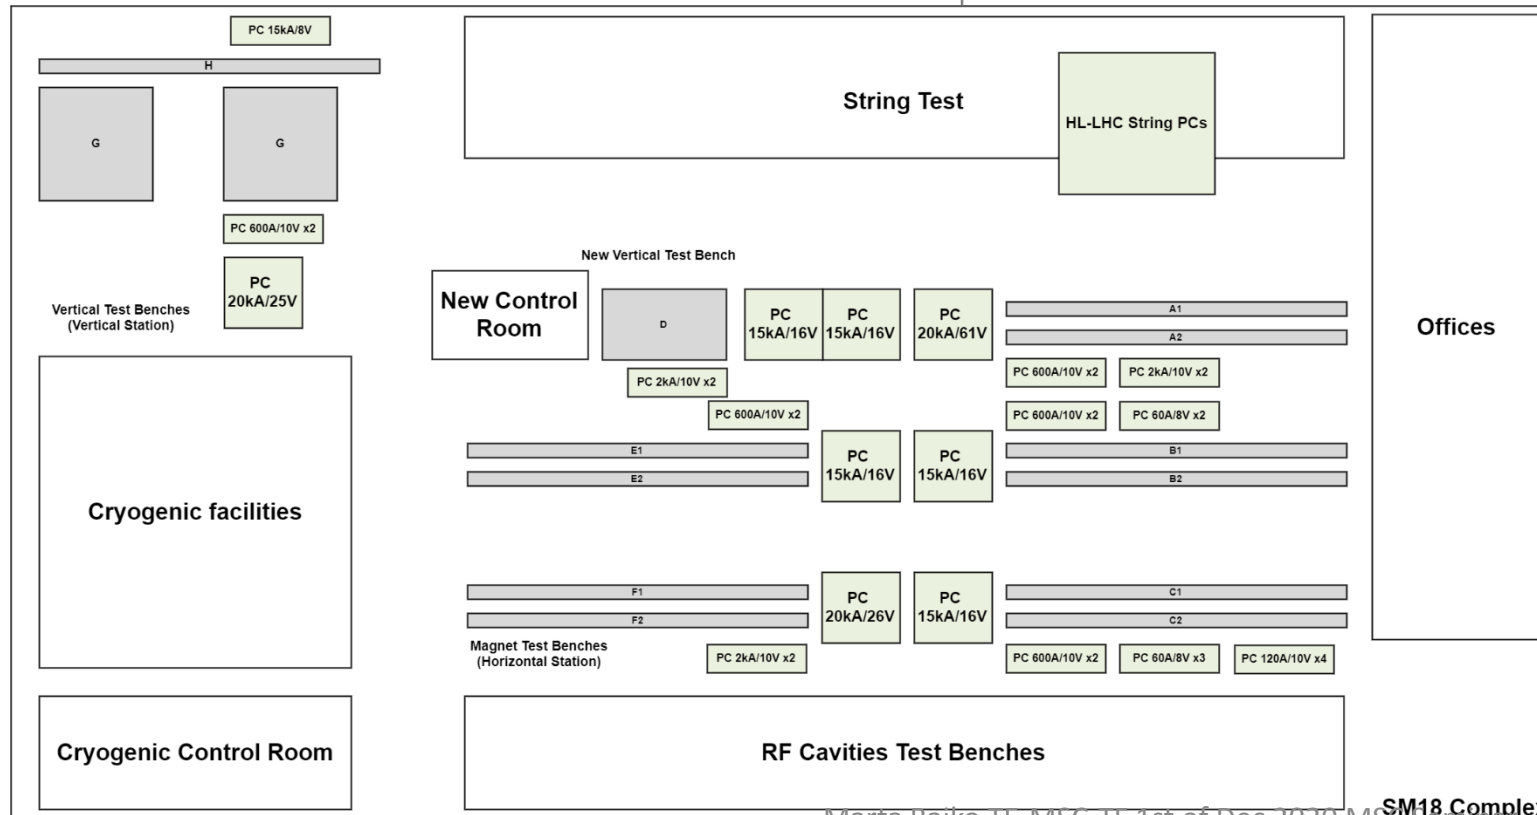 PC 15kA/8V
H
G
G
PC 600A/10V x2
PC
20kA/25V
Vertical Test Benches
(Vertical Station)
String Test
HL-LHC String PCs
Offices
New Vertical Test Bench
New Control
Room
D
PC
15kA/16V
PC
15kA/16V
PC
20kA/61V
A1
A2
PC 2kA/10V x2
PC 600A/10V x2
PC 600A/10V x2
PC 2kA/10V x2
PC 600A/10V x2
PC 60A/8V x2
E1
E2
PC
15kA/16V
PC
15kA/16V
B1
B2
Cryogenic facilities
F1
F2
PC
20kA/26V
PC
15kA/16V
C1
C2
Magnet Test Benches
(Horizontal Station)
PC 2kA/10V x2
PC 600A/10V x2
PC 60A/8V x3
PC 120A/10V x4
Cryogenic Control Room
RF Cavities Test Benches
SM18